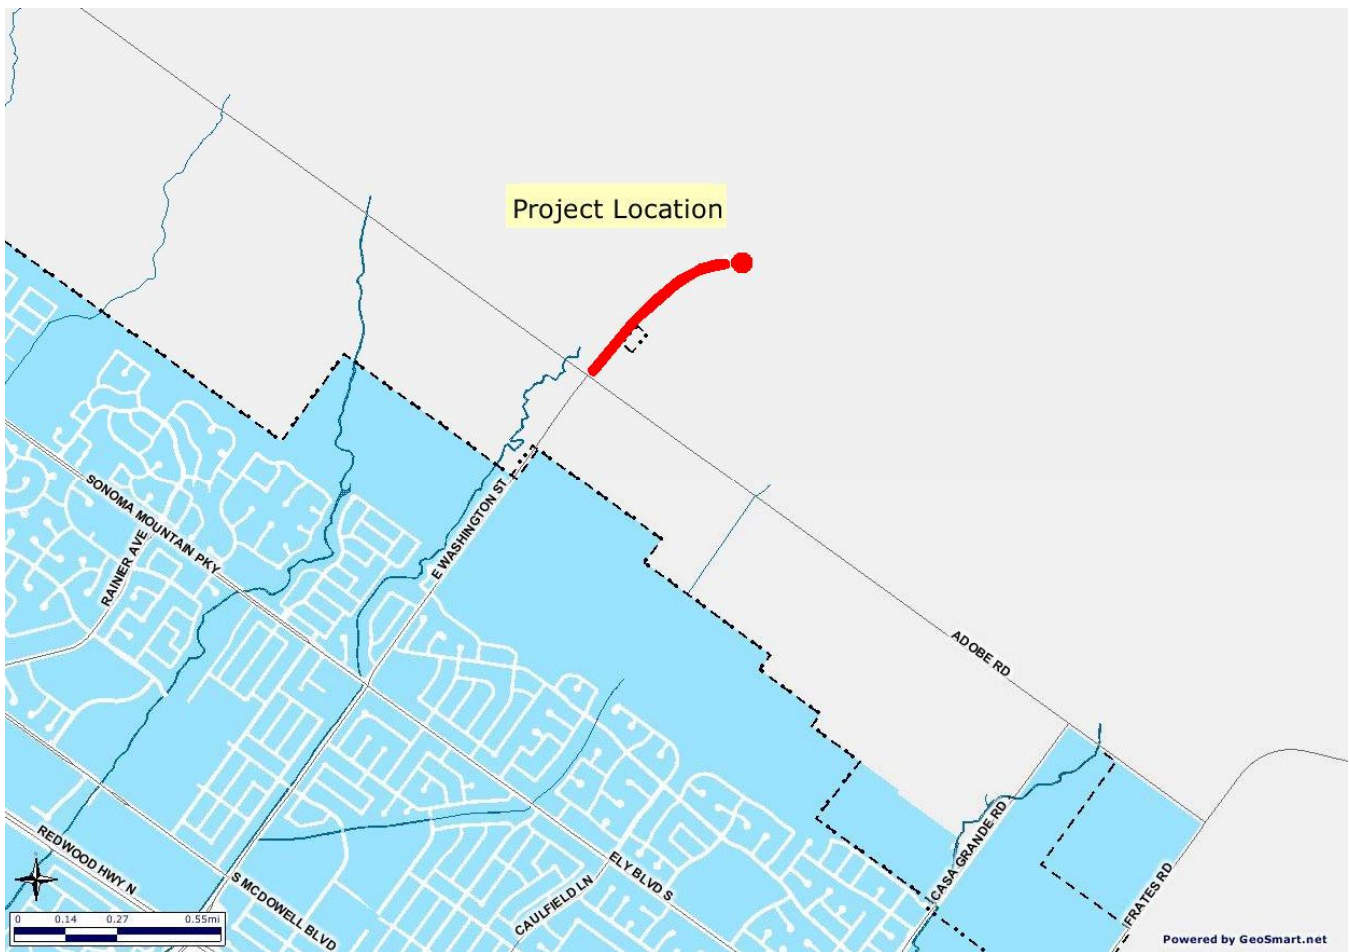 Project Location
E WASHINGTON ST
SONOMA MOUNTAIN PKY
RAINIER AVE
ADOBE RD
REDWOOD HWY N
S MCDOWELL BLVD
CAULFIELD LN
ELY BLVD S
CASA GRANDE RD
FRATES RD
0 0.14 0.27 0.55mi
Powered by GeoSmart.net